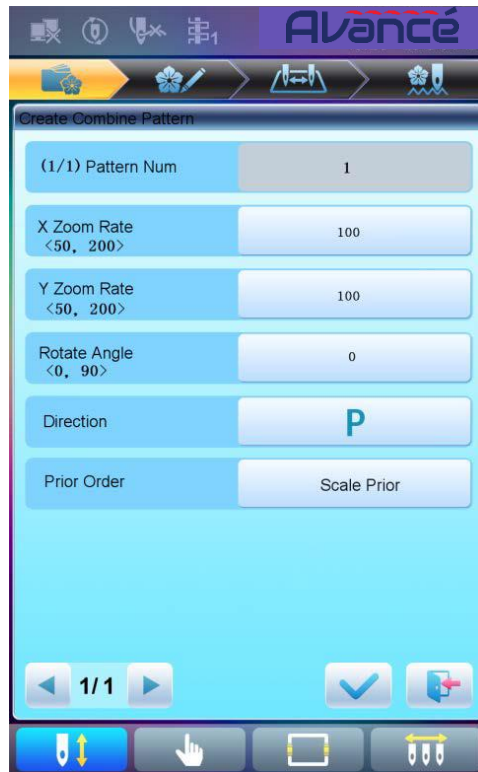 1
Avancé
Create Combine Pattern
(1/1) Pattern Num
1
X Zoom Rate
<50, 200>
100
Y Zoom Rate
<50, 200>
100
Rotate Angle
<0, 90>
0
Direction
P
Prior Order
Scale Prior
1/1